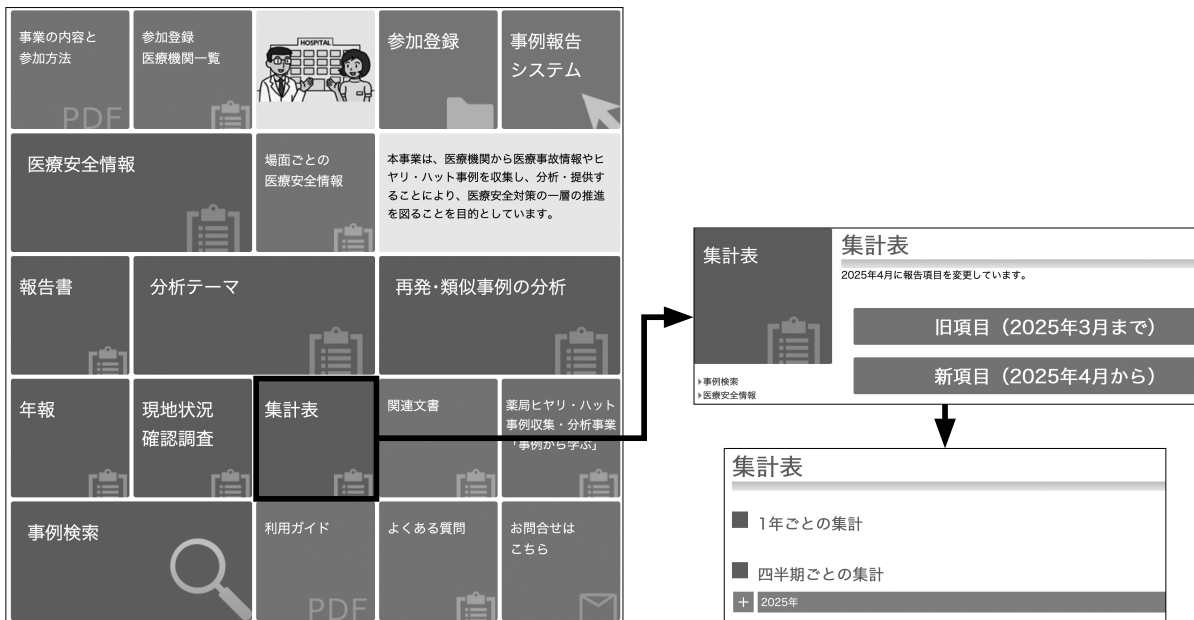 事業の内容と
参加方法
PDF
参加登録
医療機関一覧
HOSPITAL
参加登録
事例報告
システム
医療安全情報
場面ごとの
医療安全情報
本事業は、医療機関から医療事故情報やヒ
ヤリ・ハット事例を収集し、分析・提供す
ることにより、医療安全対策の一層の推進
を図ることを目的としています。
報告書
分析テーマ
再発・類似事例の分析
年報
現地状況
確認調査
集計表
関連文書
薬局ヒヤリ・ハット
事例収集・分析事業
「事例から学ぶ」
事例検索
利用ガイド
PDF
よくある質問
お問合せは
こちら
集計表
事例検索
医療安全情報
集計表
2025年4月に報告項目を変更しています。
旧項目（2025年3月まで）
新項目（2025年4月から）
集計表
1年ごとの集計
四半期ごとの集計
+ 2025年